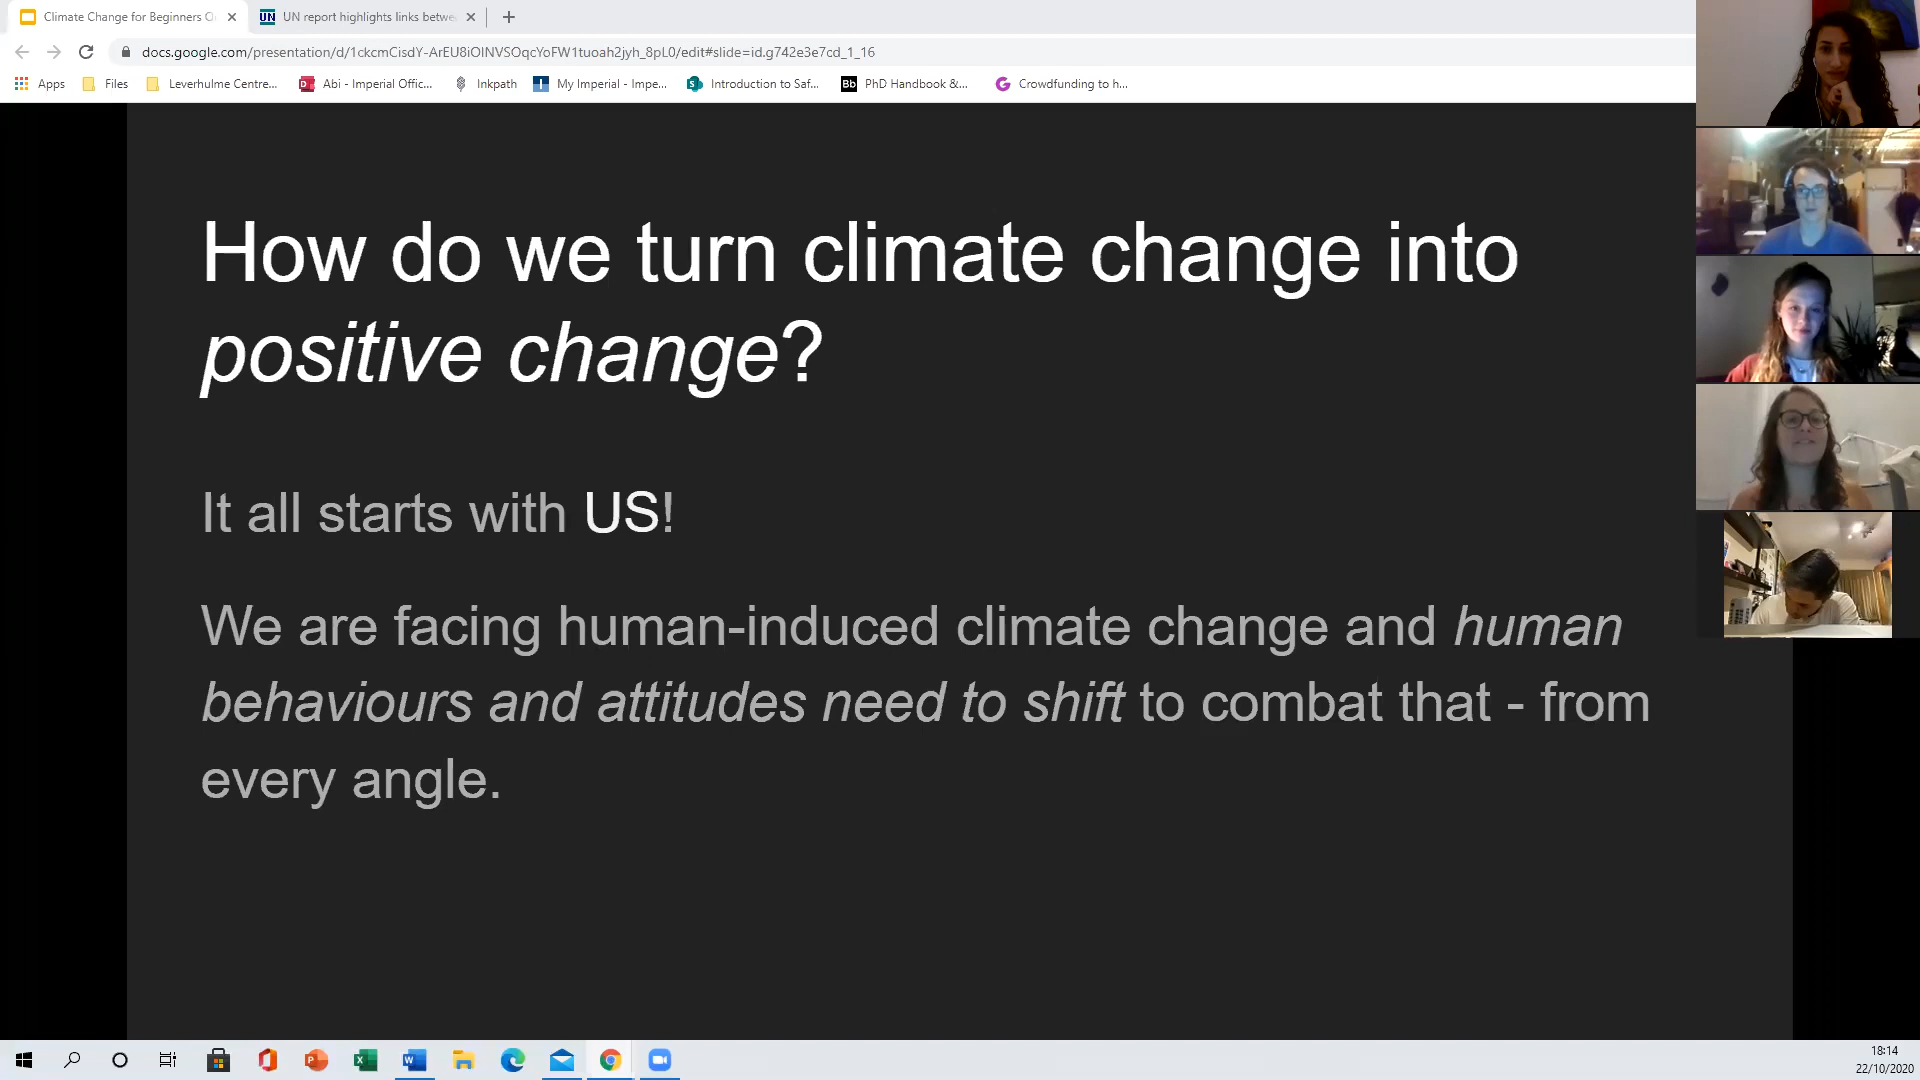 Climate Change for Beginners
UN UN report highlights links betwe
docs.google.com/presentation/d/1ckcmCisdY-ArEU8iOINVSOqcYoFW1tuoah2jyh_8pL0/edit#slide=id.g742e3e7cd_1_16
Apps Files Leverhulme Centre... Abi - Imperial Offic... Inkpath My Imperial - Impe... Introduction to Saf... Bb PhD Handbook &... Crowdfunding to h...
How do we turn climate change into
positive change?
It all starts with US!
We are facing human-induced climate change and human
behaviours and attitudes need to shift to combat that - from
every angle.
18:14
22/10/2020